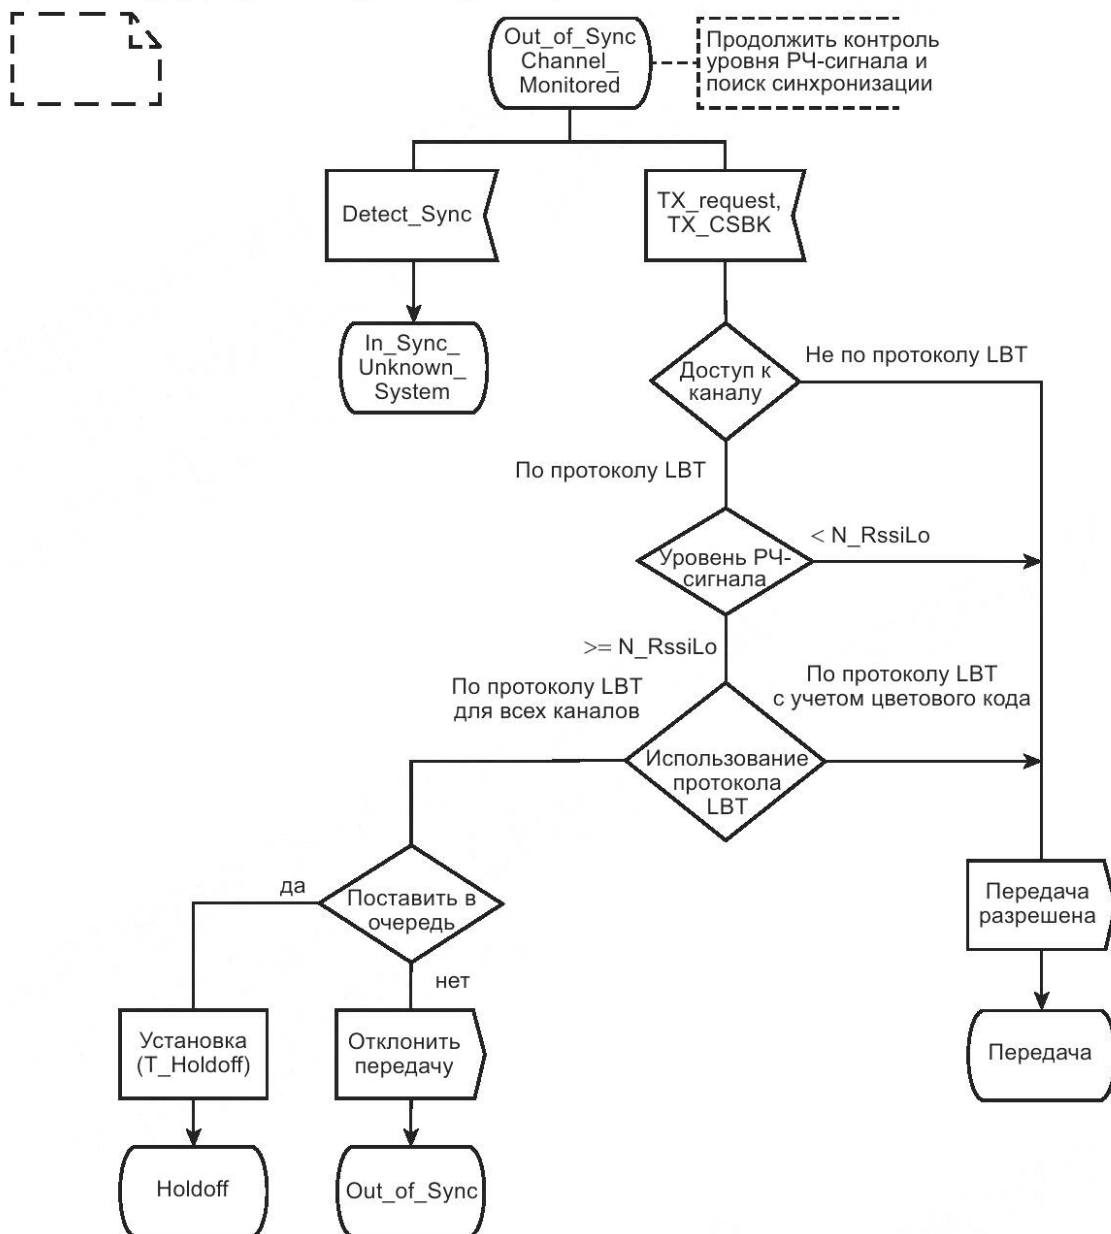 Out_of_Sync
Channel_
Monitored
Продолжить контроль
уровня РЧ-сигнала и
поиск синхронизации
Detect_Sync
TX_request,
TX_CSBK
In_Sync_
Unknown_
System
Доступ к
каналу
Не по протоколу LBT
По протоколу LBT
Уровень РЧ-
сигнала
< N_RssiLo
>= N_RssiLo
По протоколу LBT
для всех каналов
По протоколу LBT
с учетом цветового кода
Использование
протокола
LBT
Поставить в
очередь
да
нет
Передача
разрешена
Установка
(T_Holdoff)
Отклонить
передачу
Передача
Holdoff
Out_of_Sync